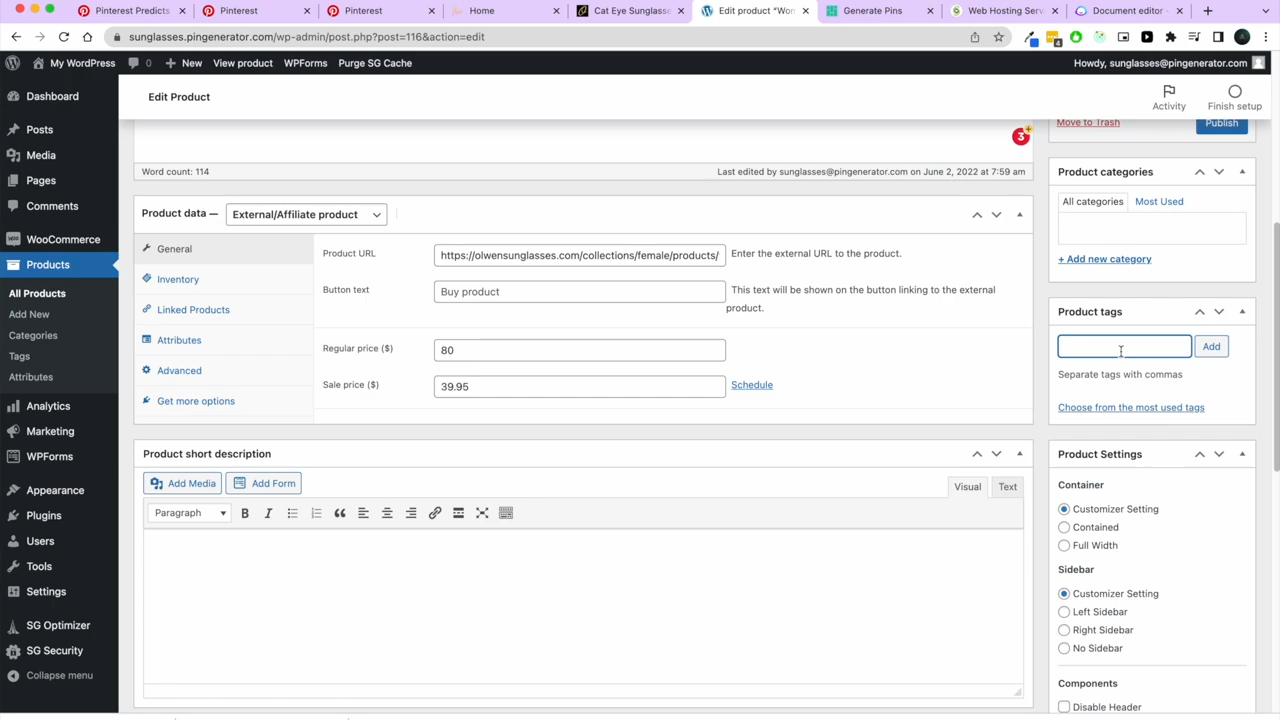 Pinterest Predicts
Pinterest
Pinterest
Home
Cat Eye Sunglasse
Edit product "Won
Generate Pins
Web Hosting Serv
Document editor -
sunglasses.pingenerator.com/wp-admin/post.php?post=116&action=edit
4
My WordPress
0
New
View product
WPForms
Purge SG Cache
Howdy, sunglasses@pingenerator.com
Dashboard
Posts
Media
Pages
Comments
WooCommerce
Products
All Products
Add New
Categories
Tags
Attributes
Analytics
Marketing
WPForms
Appearance
Plugins
Users
Tools
Settings
SG Optimizer
SG Security
Collapse menu
Edit Product
Activity
Finish setup
3
Word count: 114
Last edited by sunglasses@pingenerator.com on June 2, 2022 at 7:59 am
Product data —
External/Affiliate product
General
Inventory
Linked Products
Attributes
Advanced
Get more options
Product URL
https://olwensunglasses.com/collections/female/products/
Enter the external URL to the product.
Button text
Buy product
This text will be shown on the button linking to the external
product.
Regular price ($)
80
Sale price ($)
39.95
Schedule
Product short description
Add Media
Add Form
Visual
Text
Paragraph
Move to Trash
Publish
Product categories
All categories
Most Used
+ Add new category
Product tags
Add
Separate tags with commas
Choose from the most used tags
Product Settings
Container
Customizer Setting
Contained
Full Width
Sidebar
Customizer Setting
Left Sidebar
Right Sidebar
No Sidebar
Components
Disable Header